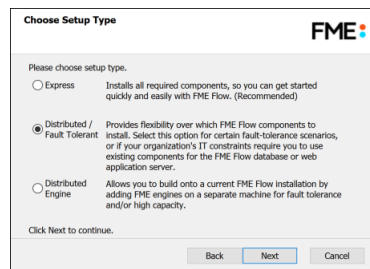 Choose Setup Type
FME
Please choose setup type.
Express
Installs all required components, so you can get started
quickly and easily with FME Flow. (Recommended)
Distributed /
Fault Tolerant
Provides flexibility over which FME Flow components to
install. Select this option for certain fault-tolerance scenarios,
or if your organization's IT constraints require you to use
existing components for the FME Flow database or web
application server.
Distributed
Engine
Allows you to build onto a current FME Flow installation by
adding FME engines on a separate machine for fault tolerance
and/or high capacity.
Click Next to continue.
Back
Next
Cancel